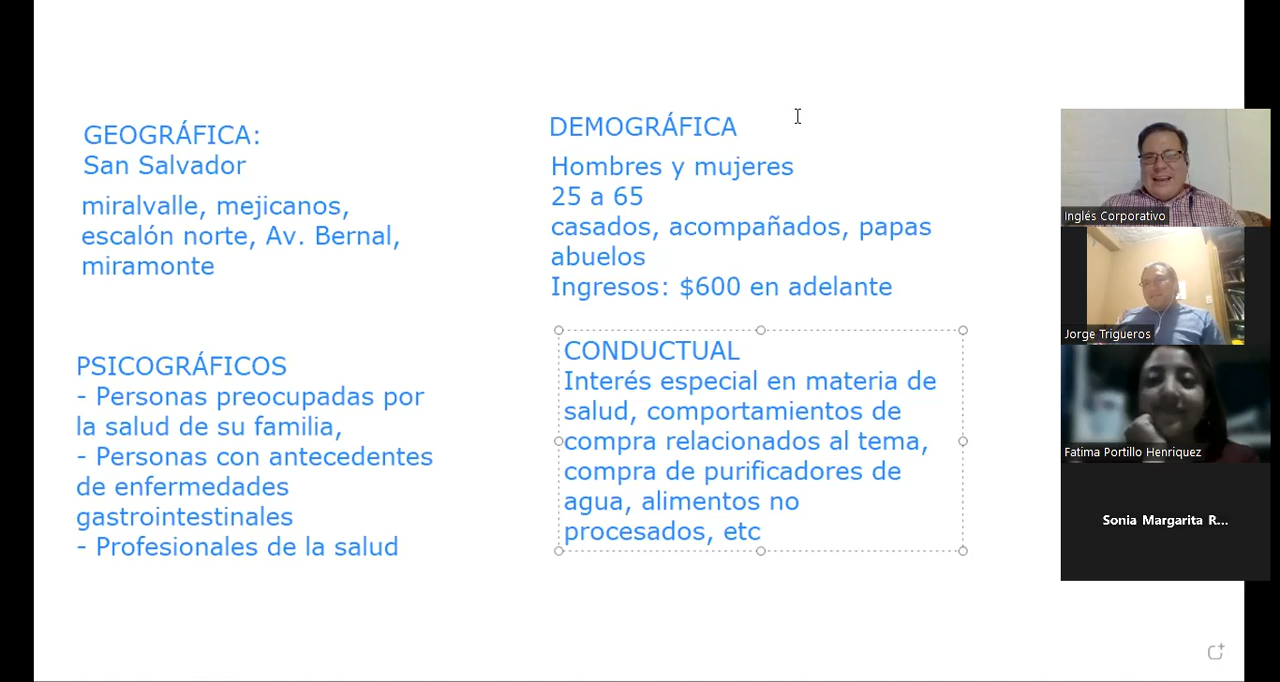 GEOGRÁFICA:
San Salvador
miralvalle, mejicanos,
escalón norte, Av. Bernal,
miramonte
DEMOGRÁFICA
Hombres y mujeres
25 a 65
casados, acompañados, papas
abuelos
Ingresos: $600 en adelante
PSICOGRÁFICOS
- Personas preocupadas por
la salud de su familia,
- Personas con antecedentes
de enfermedades
gastrointestinales
- Profesionales de la salud
CONDUCTUAL
Interés especial en materia de
salud, comportamientos de
compra relacionados al tema,
compra de purificadores de
agua, alimentos no
procesados, etc
Inglés Corporativo
Jorge Trigueros
Fatima Portillo Henriquez
Sonia Margarita R...